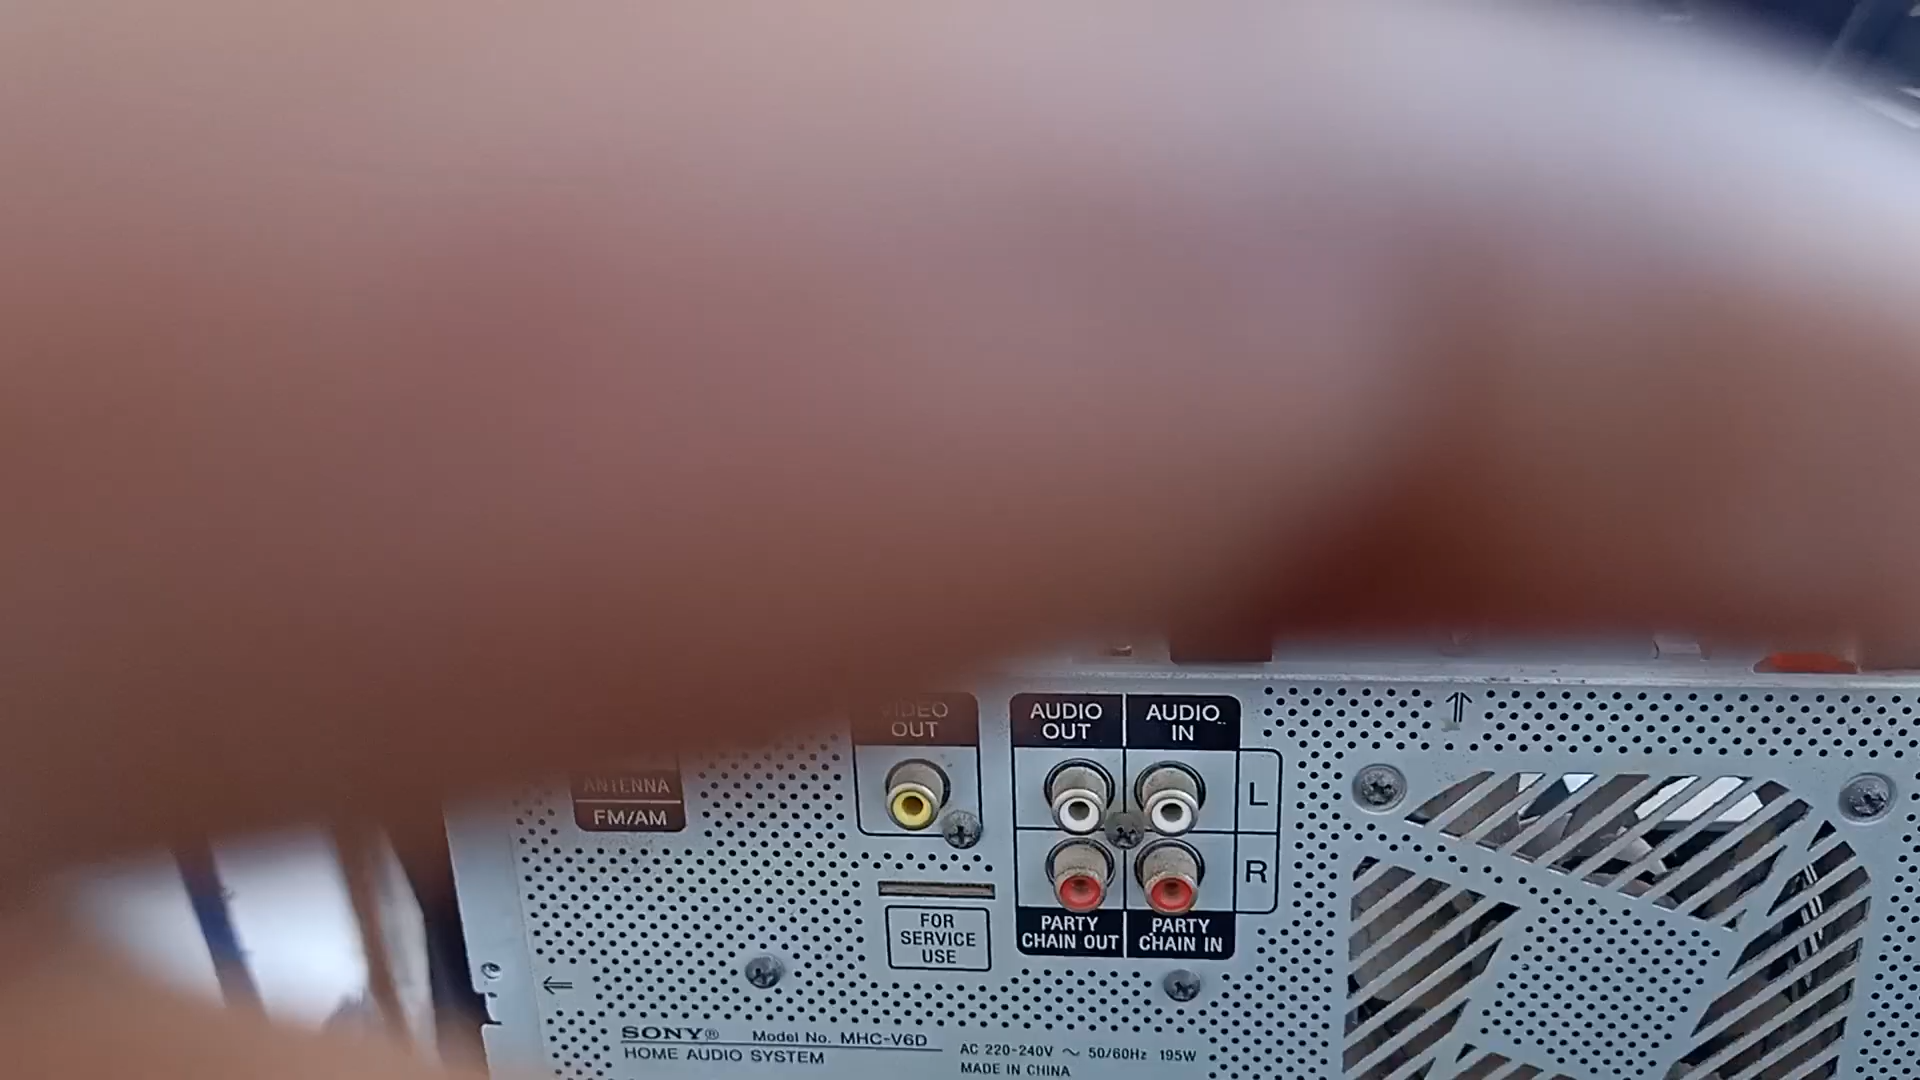 VIDEO
OUT
AUDIO
OUT
AUDIO
IN
ANTENNA
FM/AM
L
R
FOR
SERVICE
USE
PARTY
CHAIN OUT
PARTY
CHAIN IN
SONY® Model No. MHC-V6D
HOME AUDIO SYSTEM
AC 220-240V ~ 50/60Hz 195W
MADE IN CHINA